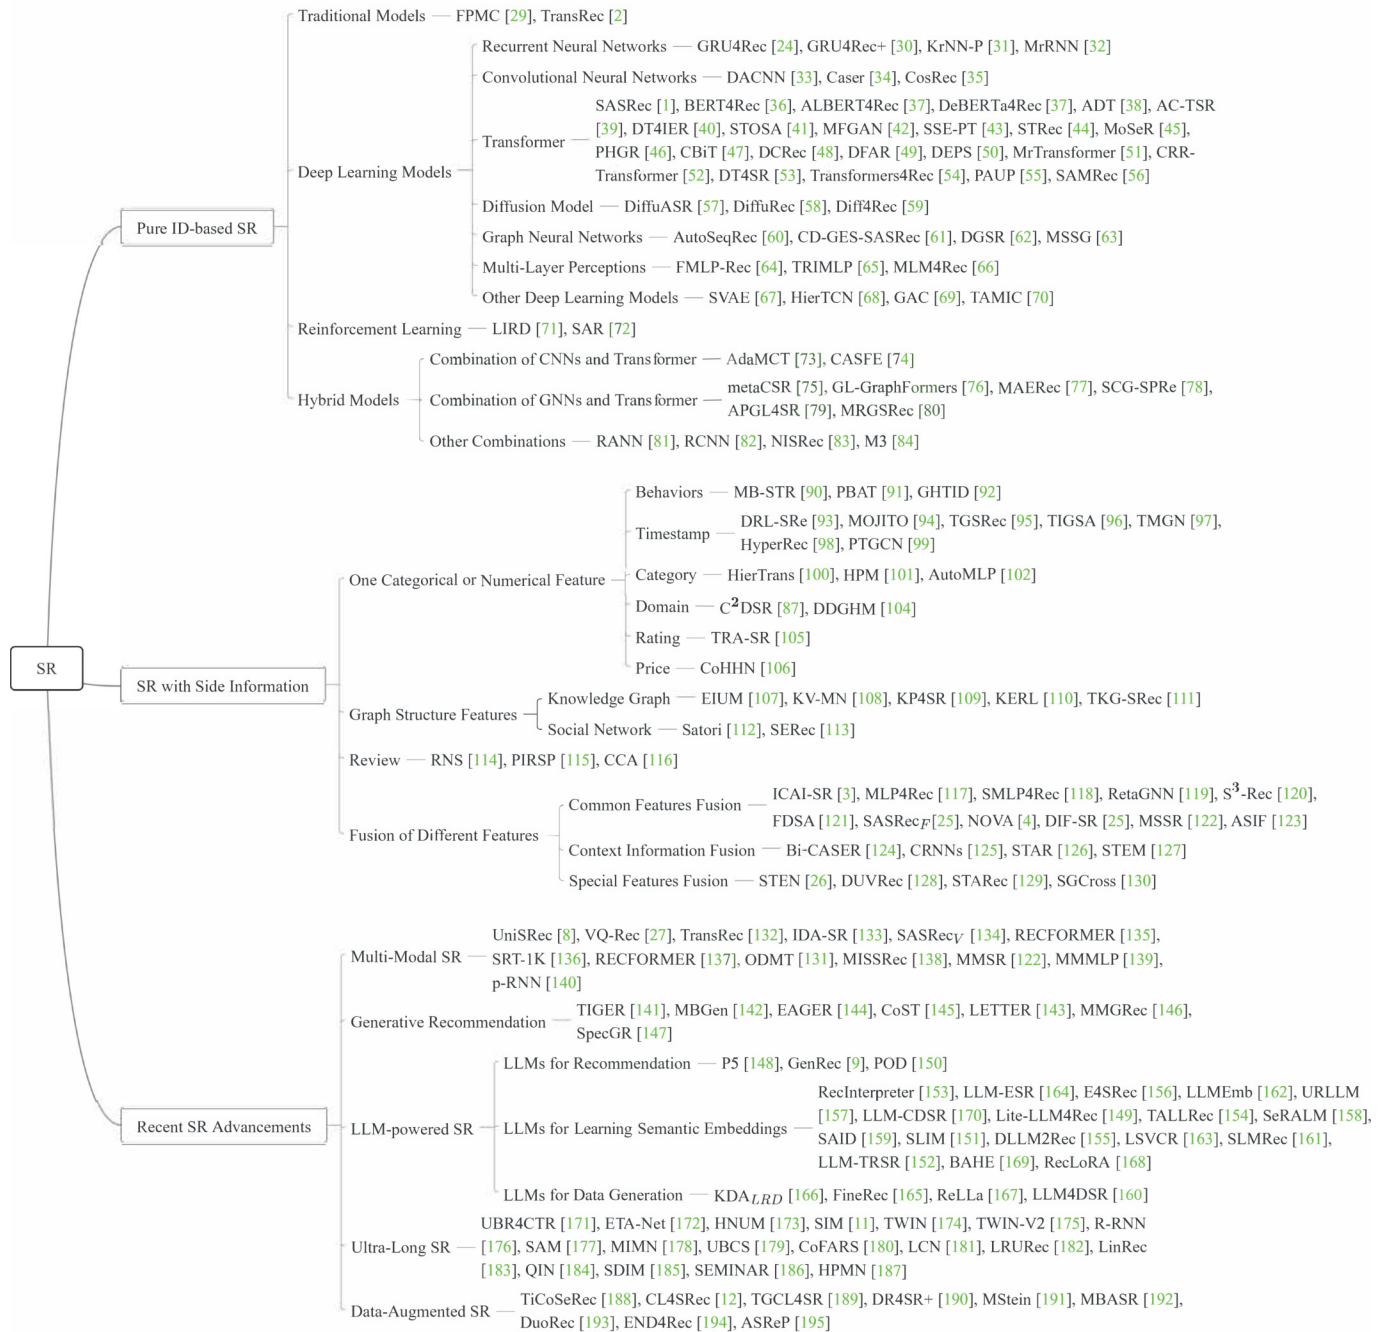 Traditional Models — FPMC [29], TransRec [2]
Recurrent Neural Networks — GRU4Rec [24], GRU4Rec+ [30], KrNN-P [31], MrRNN [32]
Convolutional Neural Networks — DACNN [33], Caser [34], CosRec [35]
SASRec [1], BERT4Rec [36], ALBERT4Rec [37], DeBERTa4Rec [37], ADT [38], AC-TSR
[39], DT4IER [40], STOSA [41], MFGAN [42], SSE-PT [43], STRec [44], MoSeR [45],
Transformer
PHGR [46], CBiT [47], DCRec [48], DFAR [49], DEPS [50], MrTransformer [51], CRR-
Transformer [52], DT4SR [53], Transformers4Rec [54], PAUP [55], SAMRec [56]
Deep Learning Models
Diffusion Model — DiffuASR [57], DiffuRec [58], Diff4Rec [59]
Pure ID-based SR
Graph Neural Networks — AutoSeqRec [60], CD-GES-SASRec [61], DGSR [62], MSSG [63]
Multi-Layer Perceptions — FMLP-Rec [64], TRIMLP [65], MLM4Rec [66]
Other Deep Learning Models — SVAE [67], HierTCN [68], GAC [69], TAMIC [70]
Reinforcement Learning — LIRD [71], SAR [72]
Combination of CNNs and Transformer — AdaMCT [73], CASFE [74]
metaCSR [75], GL-GraphFormers [76], MAERec [77], SCG-SPRe [78],
Hybrid Models
Combination of GNNs and Transformer
APGL4SR [79], MRGSRec [80]
Other Combinations — RANN [81], RCNN [82], NISRec [83], M3 [84]
Behaviors — MB-STR [90], PBAT [91], GHTID [92]
DRL-SRe [93], MOJITO [94], TGSRec [95], TIGSA [96], TMGN [97],
Timestamp
HyperRec [98], PTGCN [99]
One Categorical or Numerical Feature
Category — HierTrans [100], HPM [101], AutoMLP [102]
Domain — C²DSR [87], DDGHM [104]
Rating — TRA-SR [105]
Price — CoHHN [106]
SR
SR with Side Information
Knowledge Graph — EIUM [107], KV-MN [108], KP4SR [109], KERL [110], TKG-SRec [111]
Graph Structure Features
Social Network — Satori [112], SERec [113]
Review — RNS [114], PIRSP [115], CCA [116]
ICAI-SR [3], MLP4Rec [117], SMLP4Rec [118], RetaGNN [119], S³-Rec [120],
Common Features Fusion
FDSA [121], SASRecF[25], NOVA [4], DIF-SR [25], MSSR [122], ASIF [123]
Fusion of Different Features
Context Information Fusion — Bi-CASER [124], CRNNs [125], STAR [126], STEM [127]
Special Features Fusion — STEN [26], DUVRec [128], STARec [129], SGCross [130]
UniSRec [8], VQ-Rec [27], TransRec [132], IDA-SR [133], SASRecV [134], RECFORMER [135],
Multi-Modal SR
SRT-1K [136], RECFORMER [137], ODMT [131], MISSRec [138], MMSR [122], MMMLP [139],
p-RNN [140]
TIGER [141], MBGen [142], EAGER [144], CoST [145], LETTER [143], MMGRec [146],
Generative Recommendation
SpecGR [147]
LLMs for Recommendation — P5 [148], GenRec [9], POD [150]
RecInterpreter [153], LLM-ESR [164], E4SRec [156], LLMEmb [162], URLLM
[157], LLM-CDSR [170], Lite-LLM4Rec [149], TALLRec [154], SeRALM [158],
Recent SR Advancements
LLM-powered SR
LLMs for Learning Semantic Embeddings
SAID [159], SLIM [151], DLLM2Rec [155], LSVCR [163], SLMRec [161],
LLM-TRSR [152], BAHE [169], RecLoRA [168]
LLMs for Data Generation — KDALRD [166], FineRec [165], ReLLa [167], LLM4DSR [160]
UBR4CTR [171], ETA-Net [172], HNUM [173], SIM [11], TWIN [174], TWIN-V2 [175], R-RNN
Ultra-Long SR
[176], SAM [177], MIMN [178], UBCS [179], CoFARS [180], LCN [181], LRURec [182], LinRec
[183], QIN [184], SDIM [185], SEMINAR [186], HPMN [187]
TiCoSeRec [188], CL4SRec [12], TGCL4SR [189], DR4SR+ [190], MStein [191], MBASR [192],
Data-Augmented SR
DuoRec [193], END4Rec [194], ASReP [195]